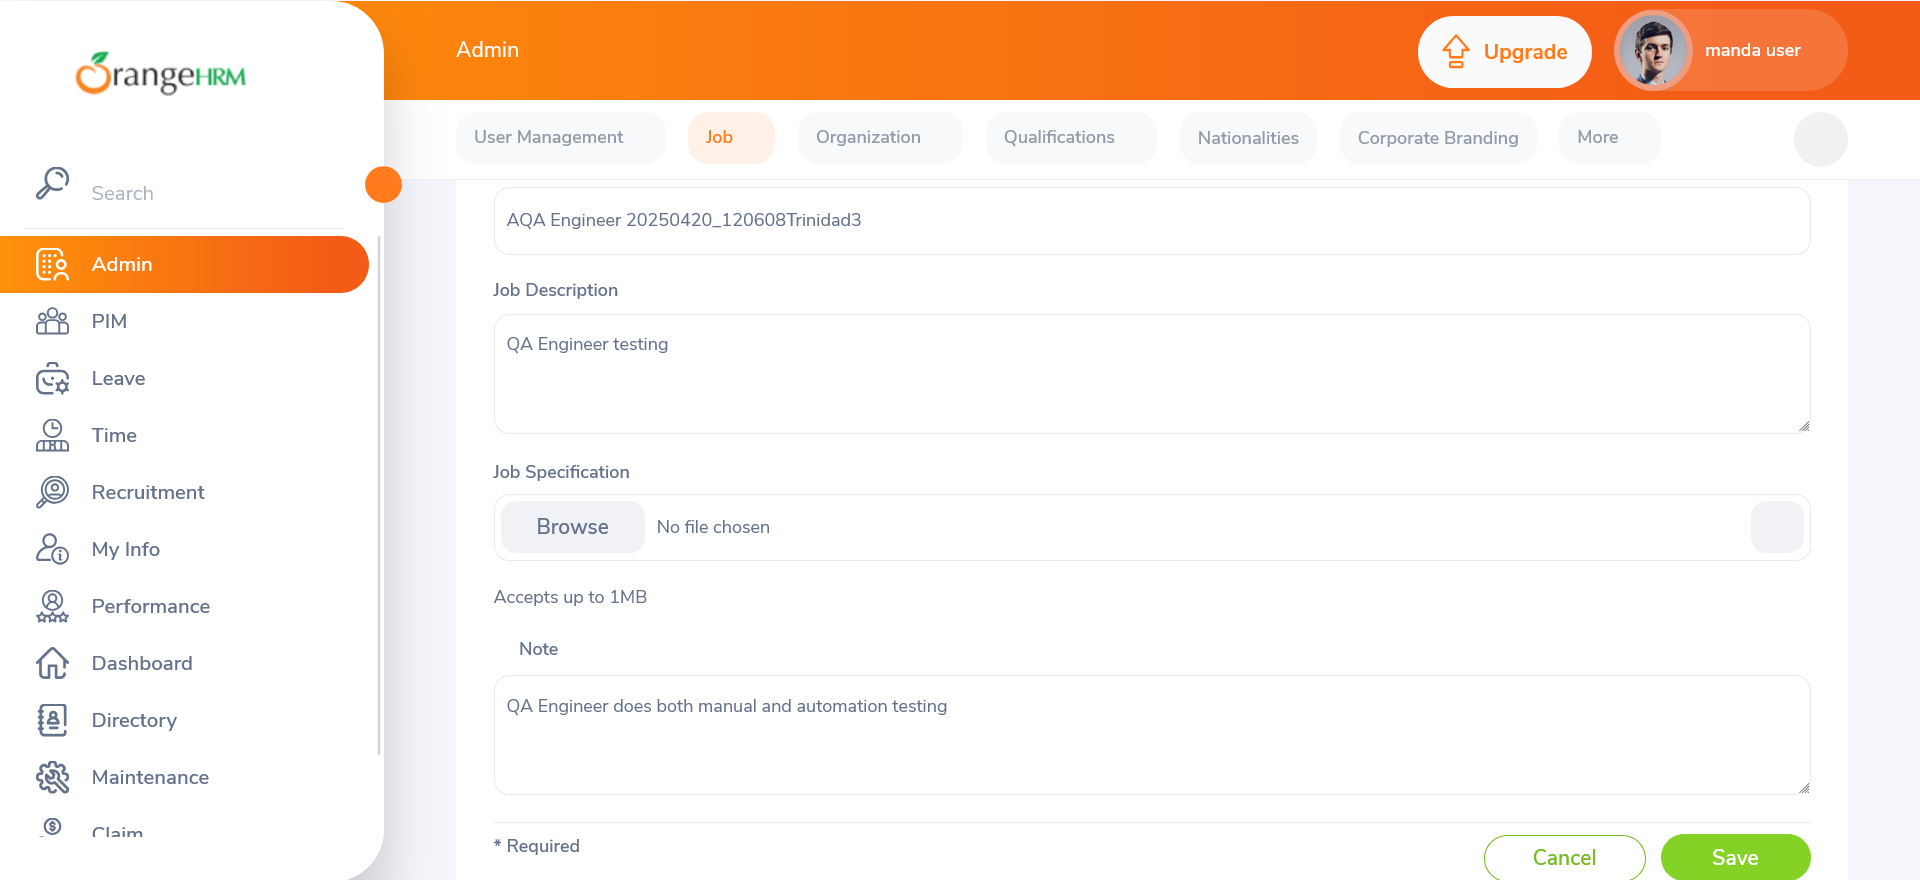 OrangeHRM
Search
Admin
PIM
Leave
Time
Recruitment
My Info
Performance
Dashboard
Directory
Maintenance
Claim
Admin
Upgrade
manda user
User Management
Job
Organization
Qualifications
Nationalities
Corporate Branding
More
AQA Engineer 20250420_120608Trinidad3
Job Description
QA Engineer testing
Job Specification
Browse
No file chosen
Accepts up to 1MB
Note
QA Engineer does both manual and automation testing
* Required
Cancel
Save